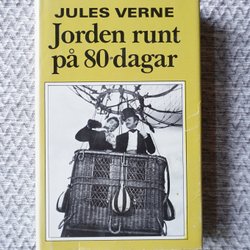 JULES VERNE
Jorden runt
på 80 dagar